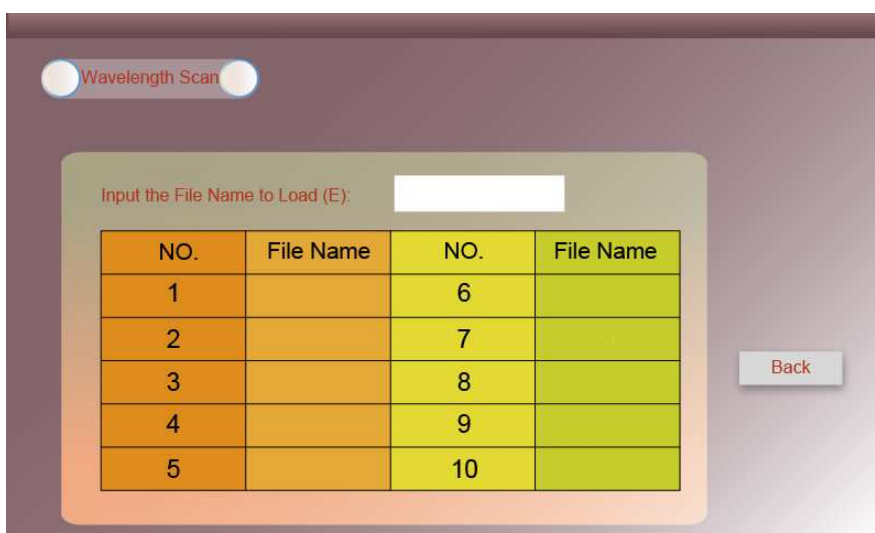 Wavelength Scan
Input the File Name to Load (E):
NO. File Name NO. File Name
1 6
2 7
3 8
4 9
5 10
Back